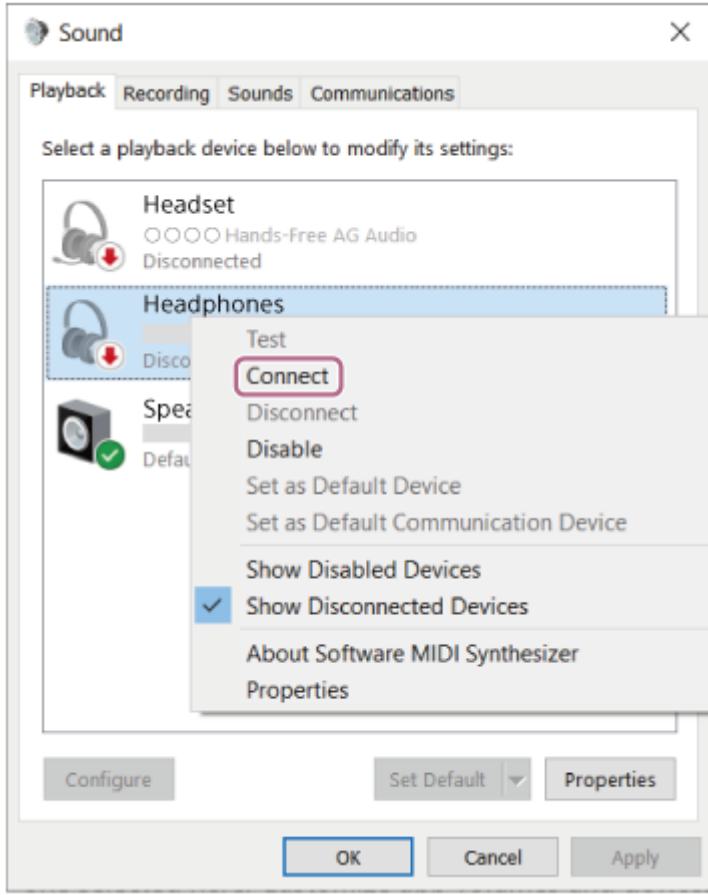 Sound
Playback Recording Sounds Communications
Select a playback device below to modify its settings:
Headset
○○○○ Hands-Free AG Audio
Disconnected
Headphones
Disco
Test
Connect
Disconnect
Disable
Set as Default Device
Set as Default Communication Device
Show Disabled Devices
Show Disconnected Devices
About Software MIDI Synthesizer
Properties
Spea
Defau
Configure Set Default Properties
OK Cancel Apply